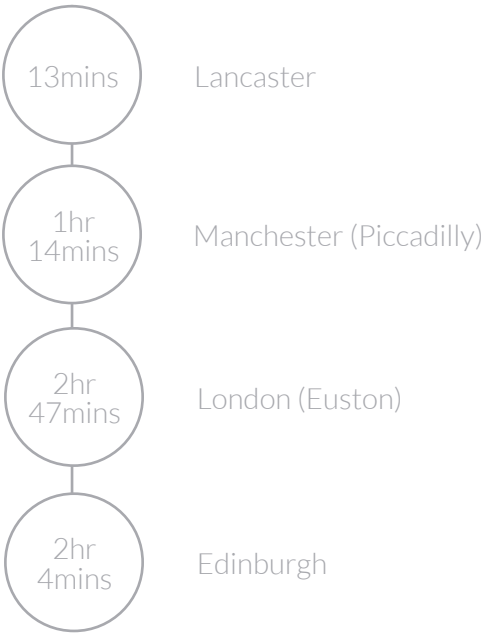 13mins
Lancaster
1hr
14mins
Manchester (Piccadilly)
2hr
47mins
London (Euston)
2hr
4mins
Edinburgh